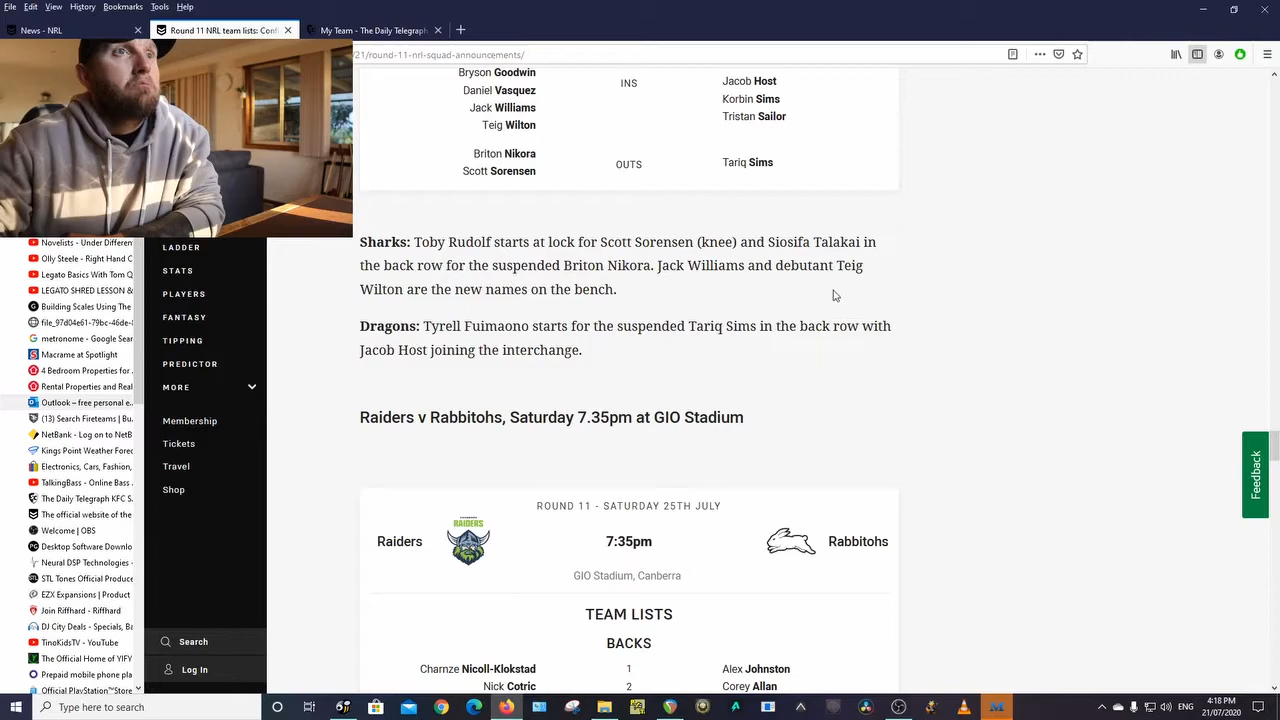 File Edit View History Bookmarks Tools Help
News - NRL
Round 11 NRL team lists: Confi
My Team - The Daily Telegraph
/21/round-11-nrl-squad-announcements/
Bryson Goodwin
Daniel Vasquez
Jack Williams
Teig Wilton
INS
Jacob Host
Korbin Sims
Tristan Sailor
Briton Nikora
Scott Sorensen
OUTS
Tariq Sims
Sharks: Toby Rudolf starts at lock for Scott Sorensen (knee) and Siosifa Talakai in
the back row for the suspended Briton Nikora. Jack Williams and debutant Teig
Wilton are the new names on the bench.
Dragons: Tyrell Fuimaono starts for the suspended Tariq Sims in the back row with
Jacob Host joining the interchange.
Raiders v Rabbitohs, Saturday 7.35pm at GIO Stadium
ROUND 11 - SATURDAY 25TH JULY
Raiders
RAIDERS
7:35pm
Rabbitohs
GIO Stadium, Canberra
TEAM LISTS
BACKS
Charnze Nicoll-Klokstad 1 Alex Johnston
Nick Cotric 2 Corey Allan
Feedback
Novelists - Under Differen
Olly Steele - Right Hand C
Legato Basics With Tom Q
LEGATO SHRED LESSON &
Building Scales Using The
file_97d04e61-79bc-46de-8
metronome - Google Sear
Macrame at Spotlight
4 Bedroom Properties for
Rental Properties and Real
Outlook – free personal e
(13) Search Fireteams | Bu
NetBank - Log on to NetB
Kings Point Weather Forec
Electronics, Cars, Fashion,
TalkingBass - Online Bass
The Daily Telegraph KFC S
The official website of the
Welcome | OBS
Desktop Software Downlo
Neural DSP Technologies -
STL Tones Official Produce
EZX Expansions | Product
Join Riffhard - Riffhard
DJ City Deals - Specials, Ba
TinoKidsTV - YouTube
The Official Home of YIFY
Prepaid mobile phone pla
Official PlayStation™Store
LADDER
STATS
PLAYERS
FANTASY
TIPPING
PREDICTOR
MORE
Membership
Tickets
Travel
Shop
Search
Log In
Type here to search
ENG
4:18 PM
21/07/2020